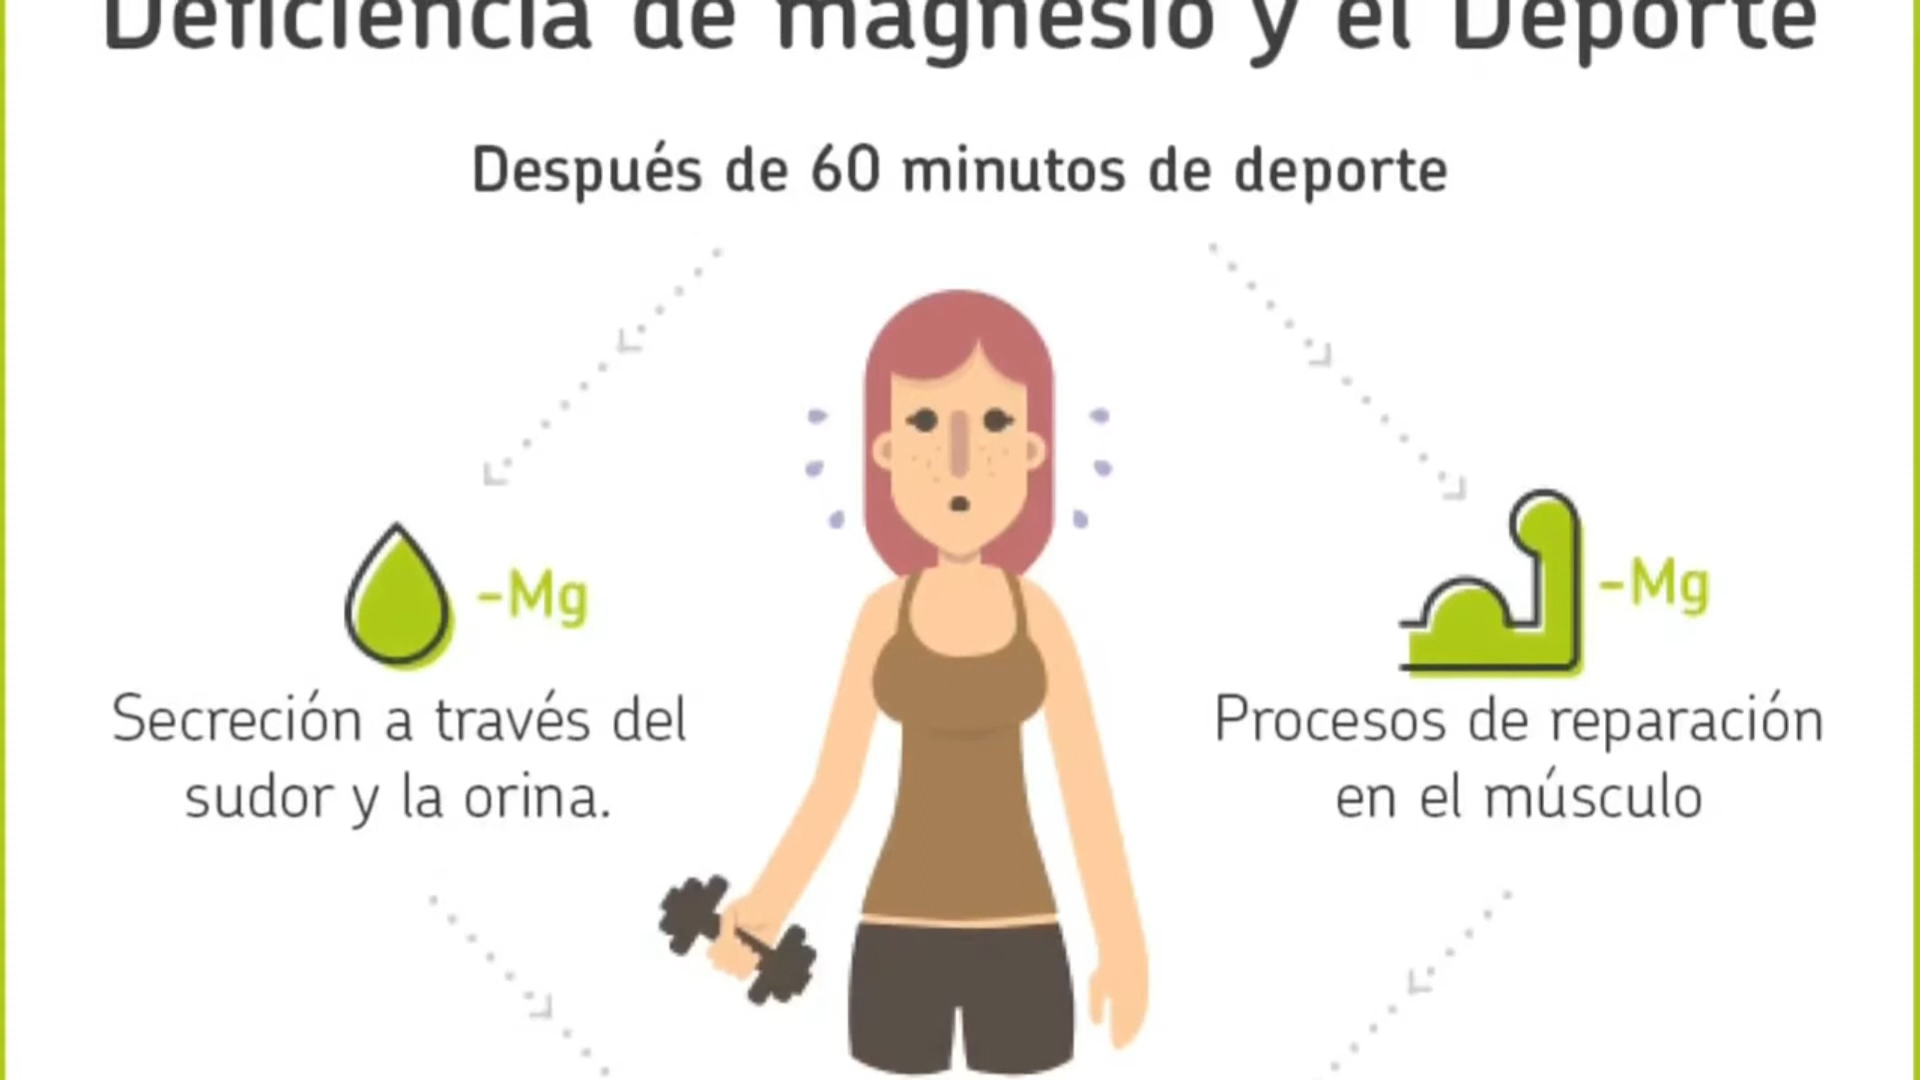 Deficiencia de magnesio y el Deporte
Después de 60 minutos de deporte
-Mg
-Mg
Secreción a través del
sudor y la orina.
Procesos de reparación
en el músculo